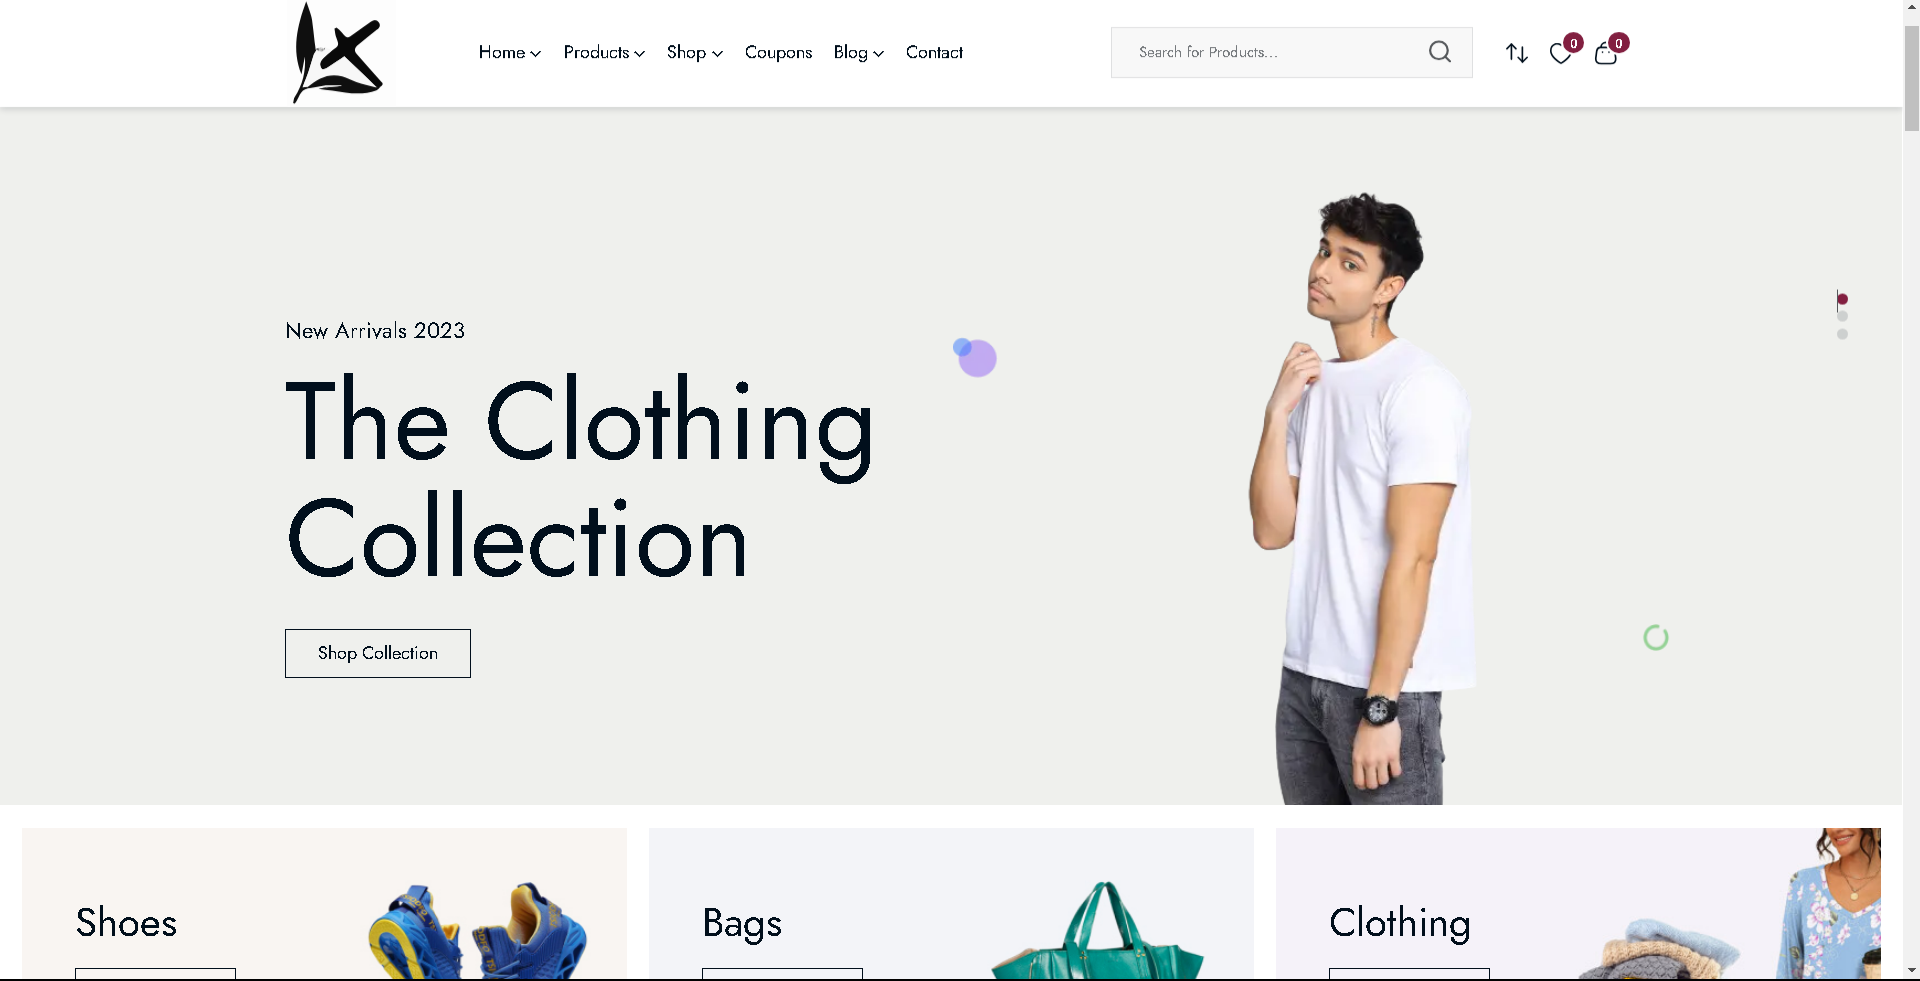 Home Products Shop Coupons Blog Contact
Search for Products...
0 0
New Arrivals 2023
The Clothing
Collection
Shop Collection
Shoes
Bags
Clothing